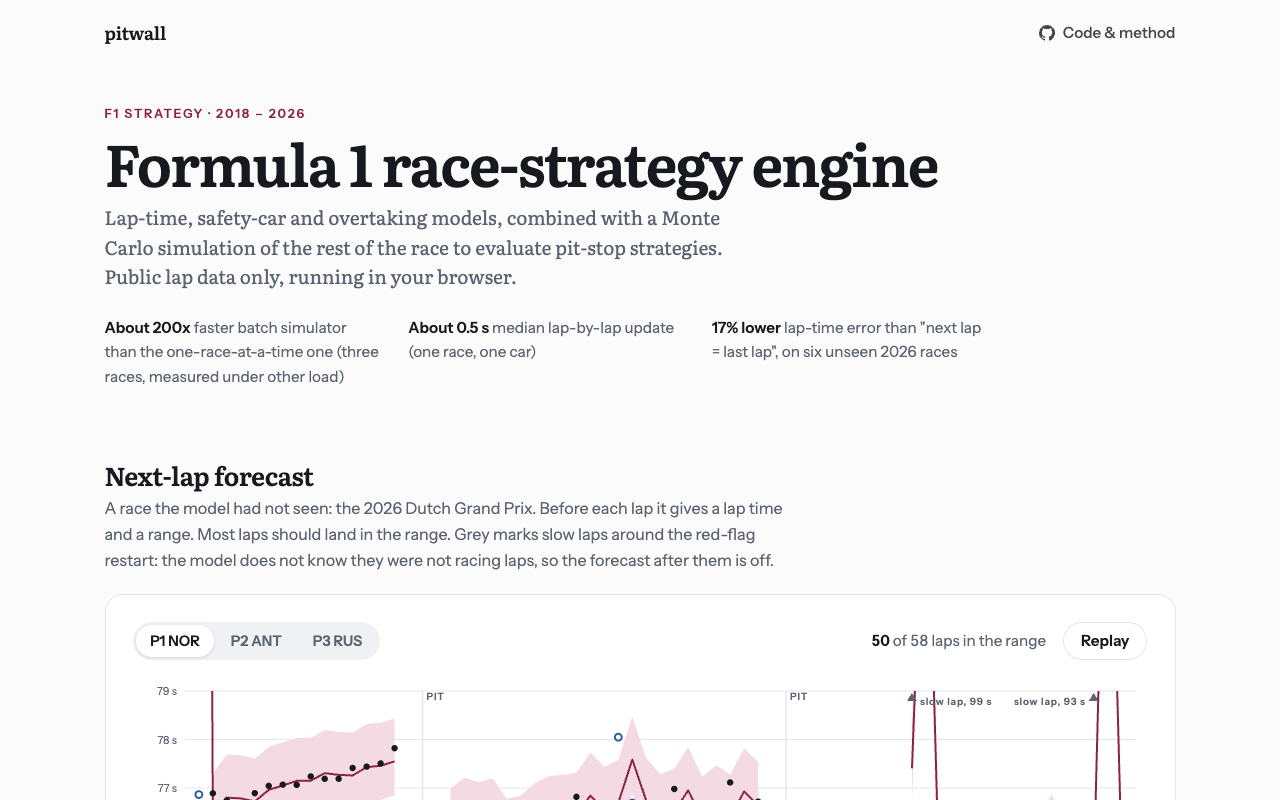 pitwall
Code & method
F1 STRATEGY · 2018 – 2026
Formula 1 race-strategy engine
Lap-time, safety-car and overtaking models, combined with a Monte
Carlo simulation of the rest of the race to evaluate pit-stop strategies.
Public lap data only, running in your browser.
About 200x faster batch simulator
than the one-race-at-a-time one (three
races, measured under other load)
About 0.5 s median lap-by-lap update
(one race, one car)
17% lower lap-time error than "next lap
= last lap", on six unseen 2026 races
Next-lap forecast
A race the model had not seen: the 2026 Dutch Grand Prix. Before each lap it gives a lap time
and a range. Most laps should land in the range. Grey marks slow laps around the red-flag
restart: the model does not know they were not racing laps, so the forecast after them is off.
P1 NOR P2 ANT P3 RUS
50 of 58 laps in the range
Replay
79 s
PIT
PIT
slow lap, 99 s
slow lap, 93 s
78 s
77 s